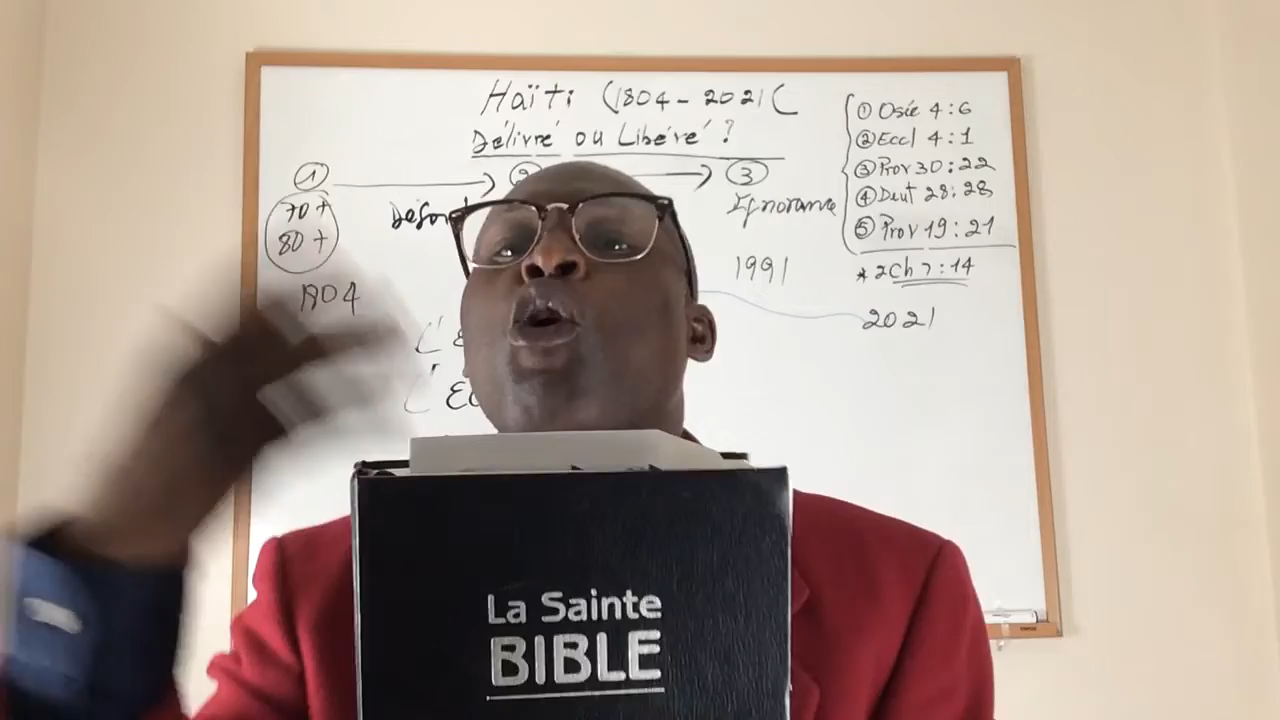 Haïti (1804-2021(
Délivré ou Libéré ?
①
②
③
70+
80+
1804
Ignorance
1991
① Osée 4:6
② Eccl 4:1
③ Prov 30:22
④ Deut 28:28
⑤ Prov 19:21
* 2Ch 7:14
2021
La Sainte
BIBLE